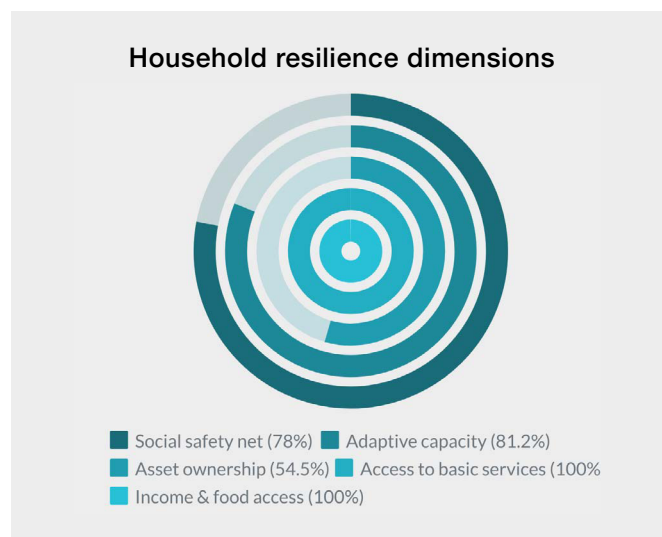 Household resilience dimensions
Social safety net (78%) Adaptive capacity (81.2%)
Asset ownership (54.5%) Access to basic services (100%
Income & food access (100%)